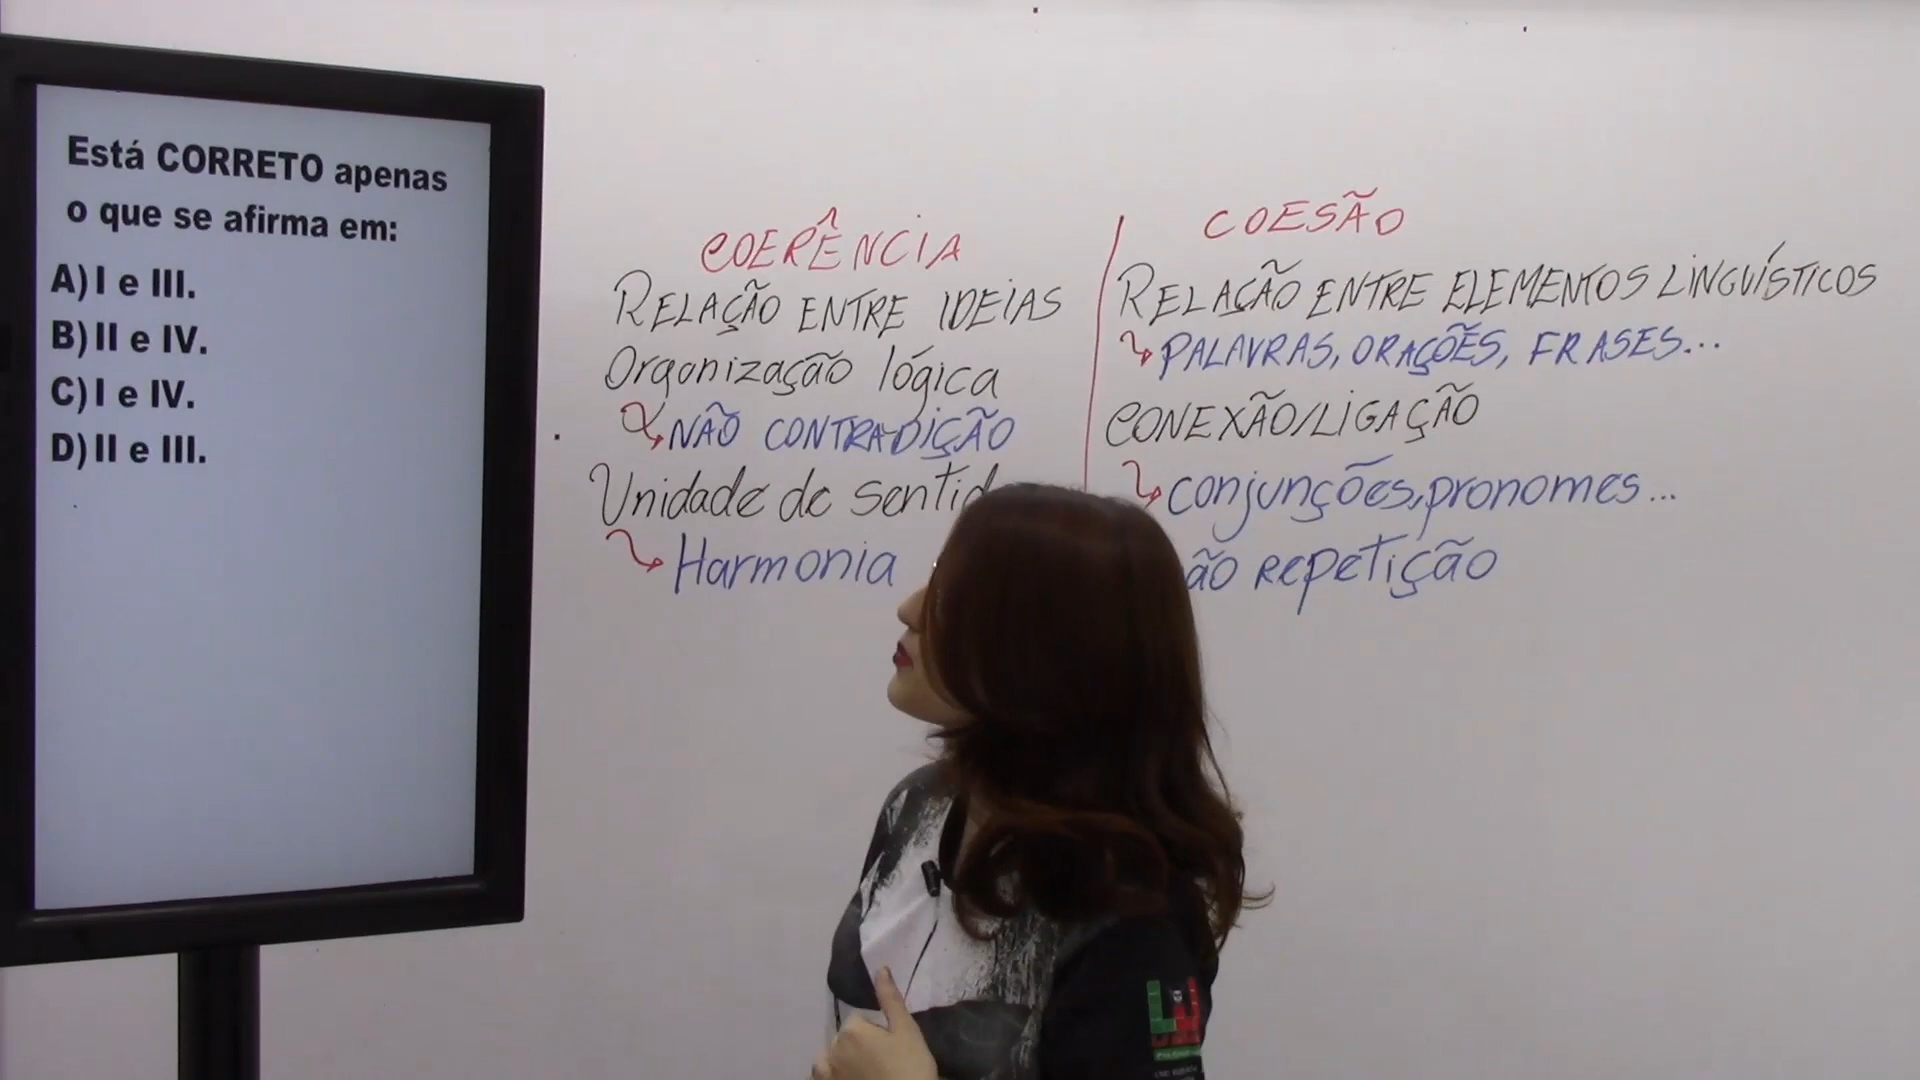 Está CORRETO apenas
o que se afirma em:
A) I e III.
B) II e IV.
C) I e IV.
D) II e III.
COERÊNCIA
RELAÇÃO ENTRE IDEIAS
Organização lógica
NÃO CONTRADIÇÃO
Unidade de
Harmonia
COESÃO
RELAÇÃO ENTRE ELEMENTOS LINGUÍSTICOS
PALAVRAS, ORAÇÕES, FRASES...
CONEXÃO/LIGAÇÃO
conjunções, pronomes...
ão REPETIÇÃO